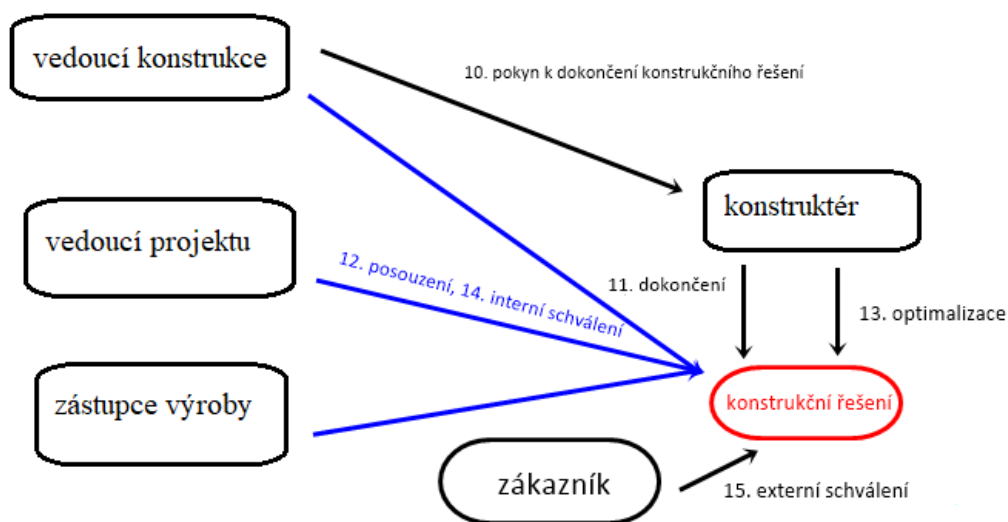 vedoucí konstrukce
10. pokyn k dokončení konstrukčního řešení
konstruktér
vedoucí projektu
12. posouzení, 14. interní schválení
11. dokončení
13. optimalizace
zástupce výroby
konstrukční řešení
zákazník
15. externí schválení